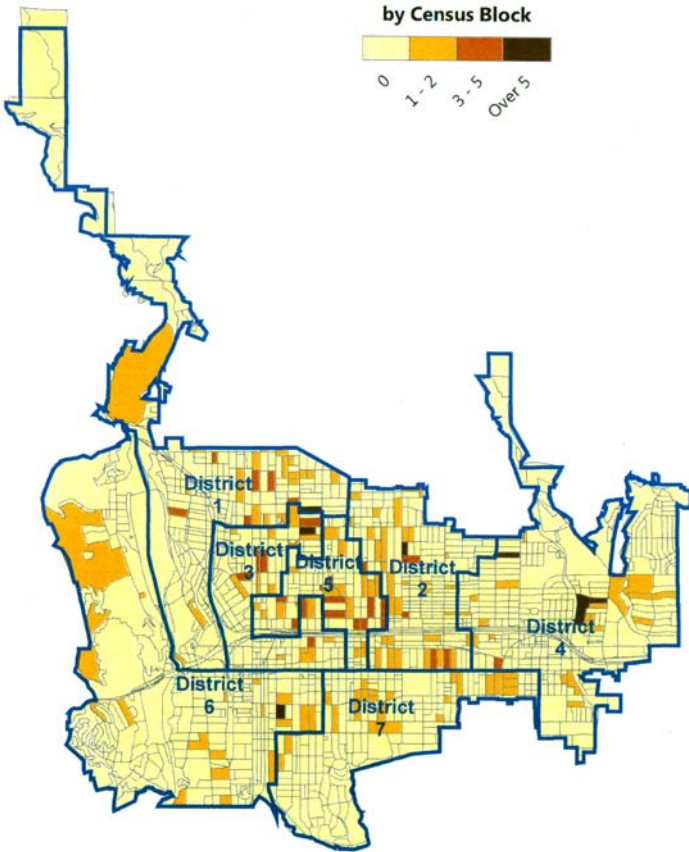 by Census Block
0
1 - 2
3 - 5
Over 5
District
1
District
3
District
5
District
2
District
4
District
6
District
7